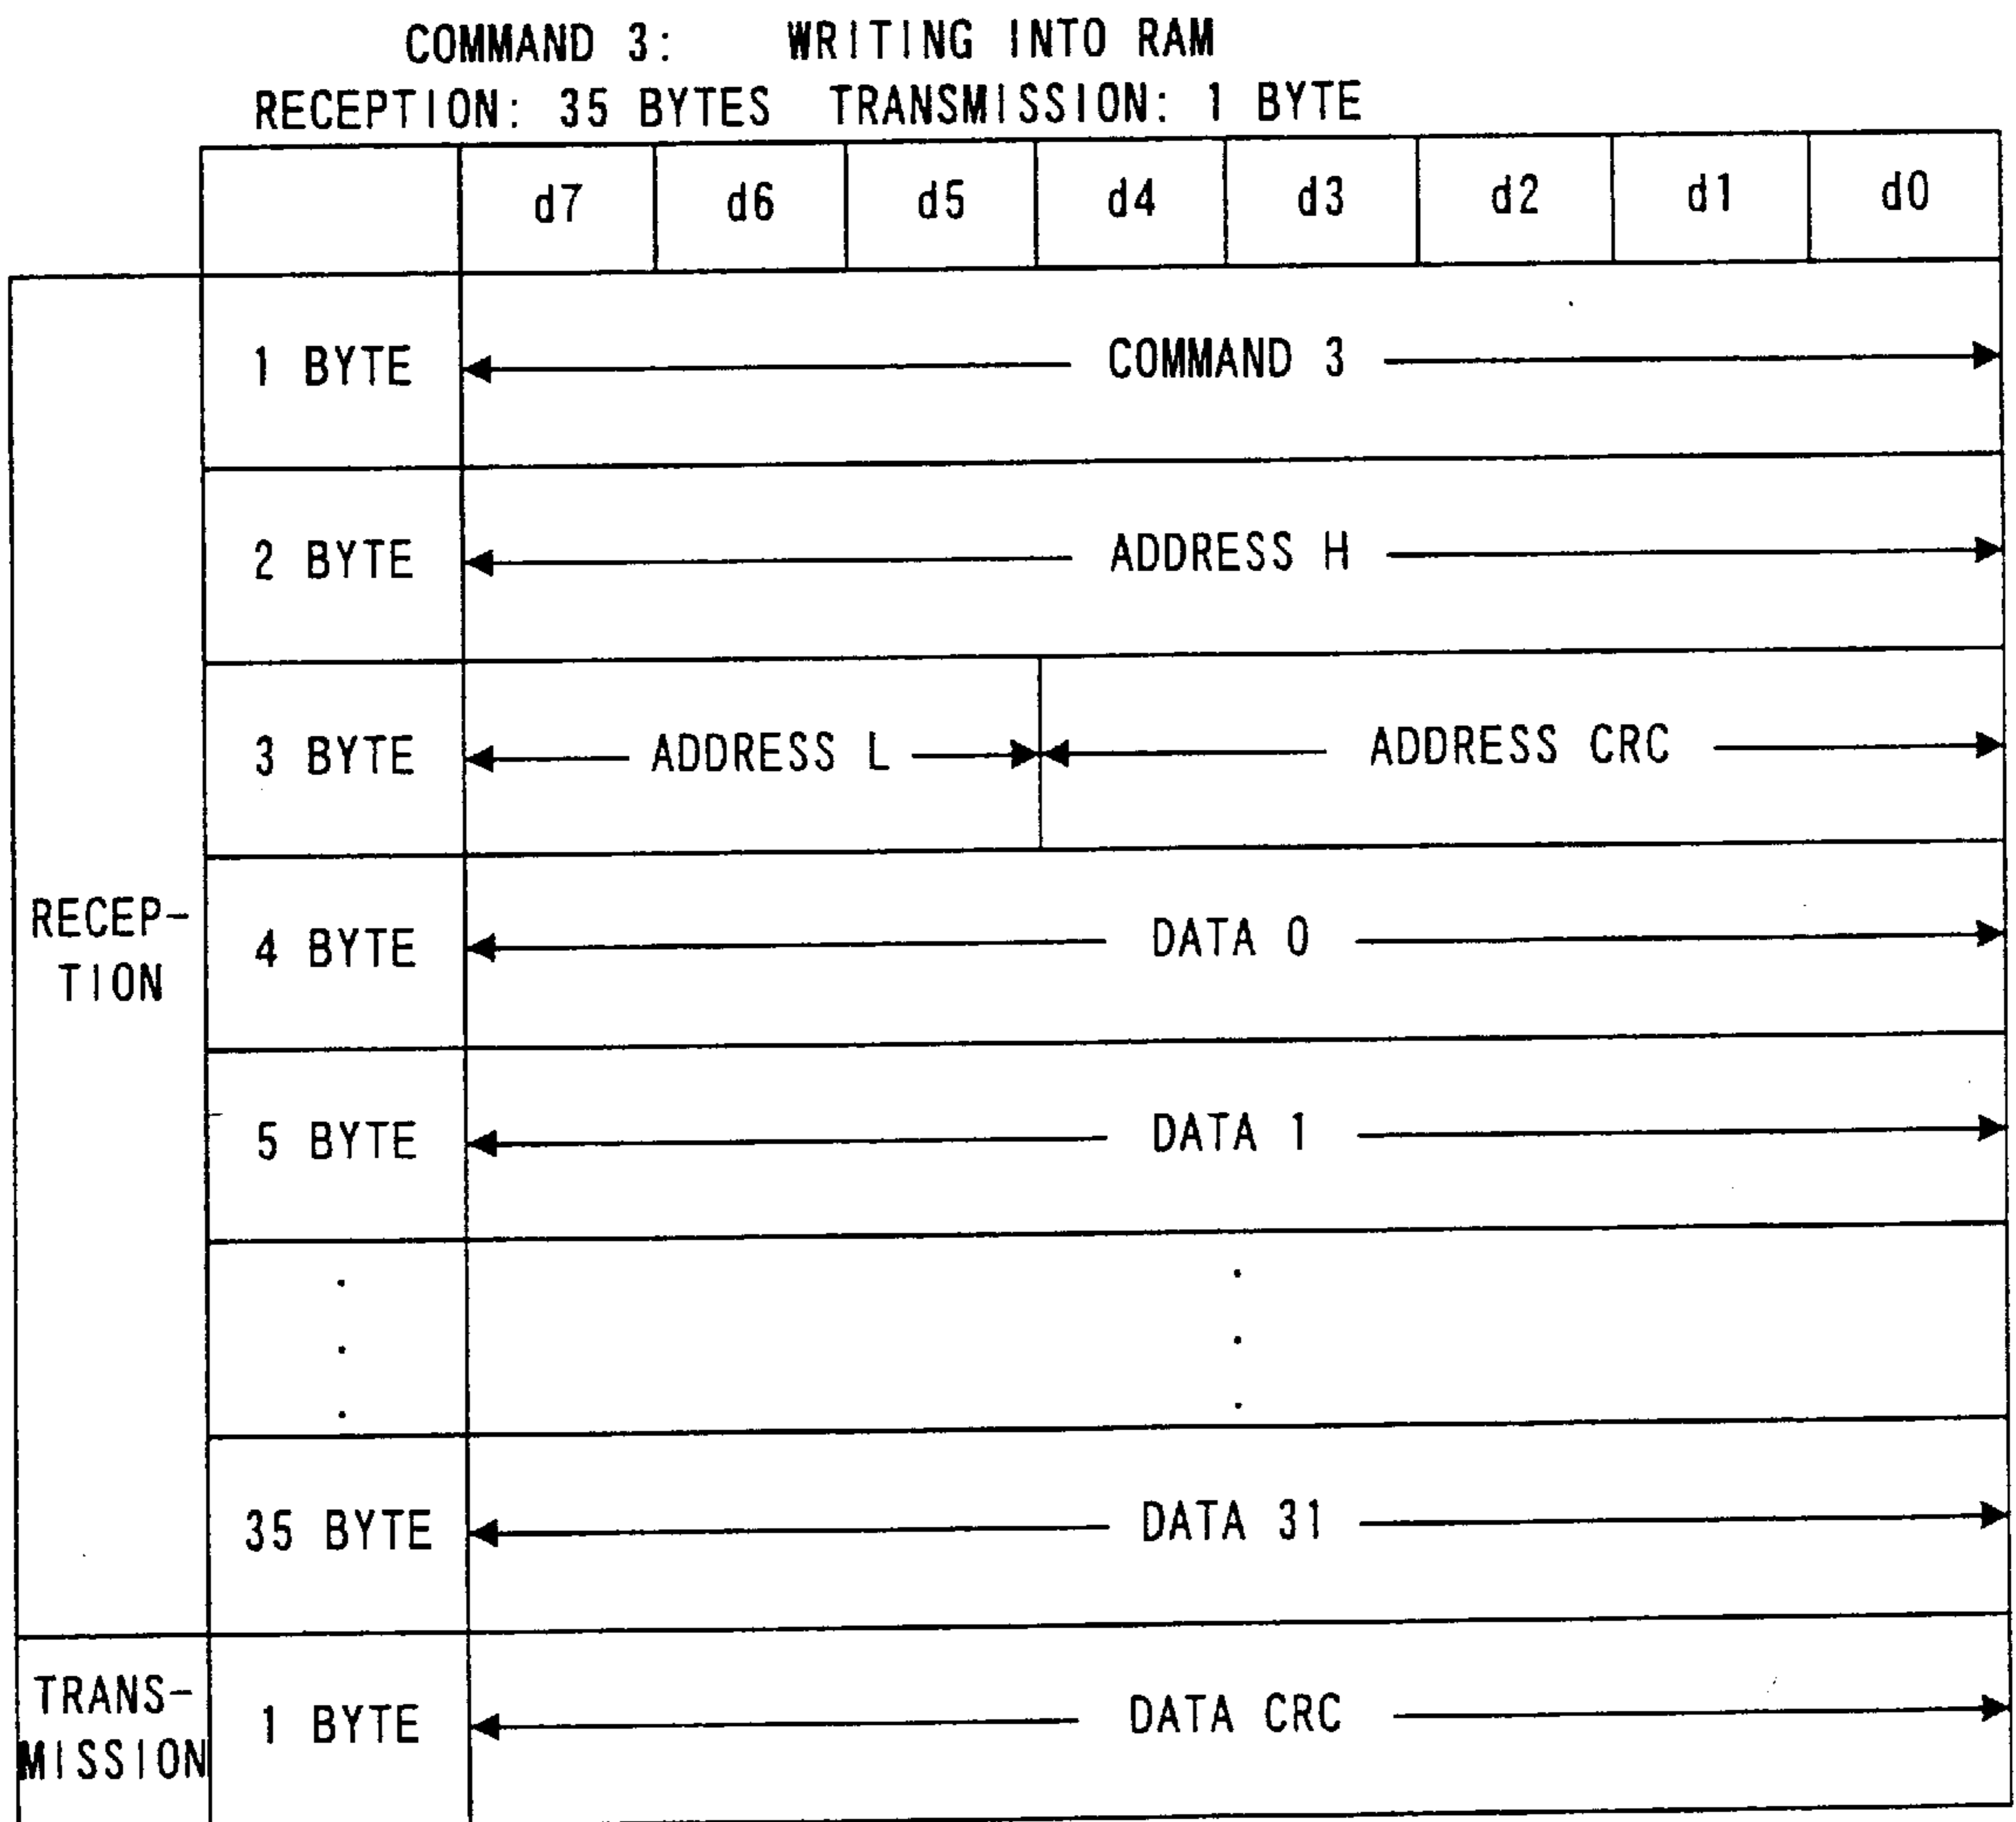 COMMAND 3: WRITING INTO RAM
RECEPTION: 35 BYTES TRANSMISSION: 1 BYTE
d7 d6 d5 d4 d3 d2 d1 d0
1 BYTE COMMAND 3
2 BYTE ADDRESS H
3 BYTE ADDRESS L ADDRESS CRC
RECEP-
TION
4 BYTE DATA 0
5 BYTE DATA 1
35 BYTE DATA 31
TRANS-
MISSION
1 BYTE DATA CRC